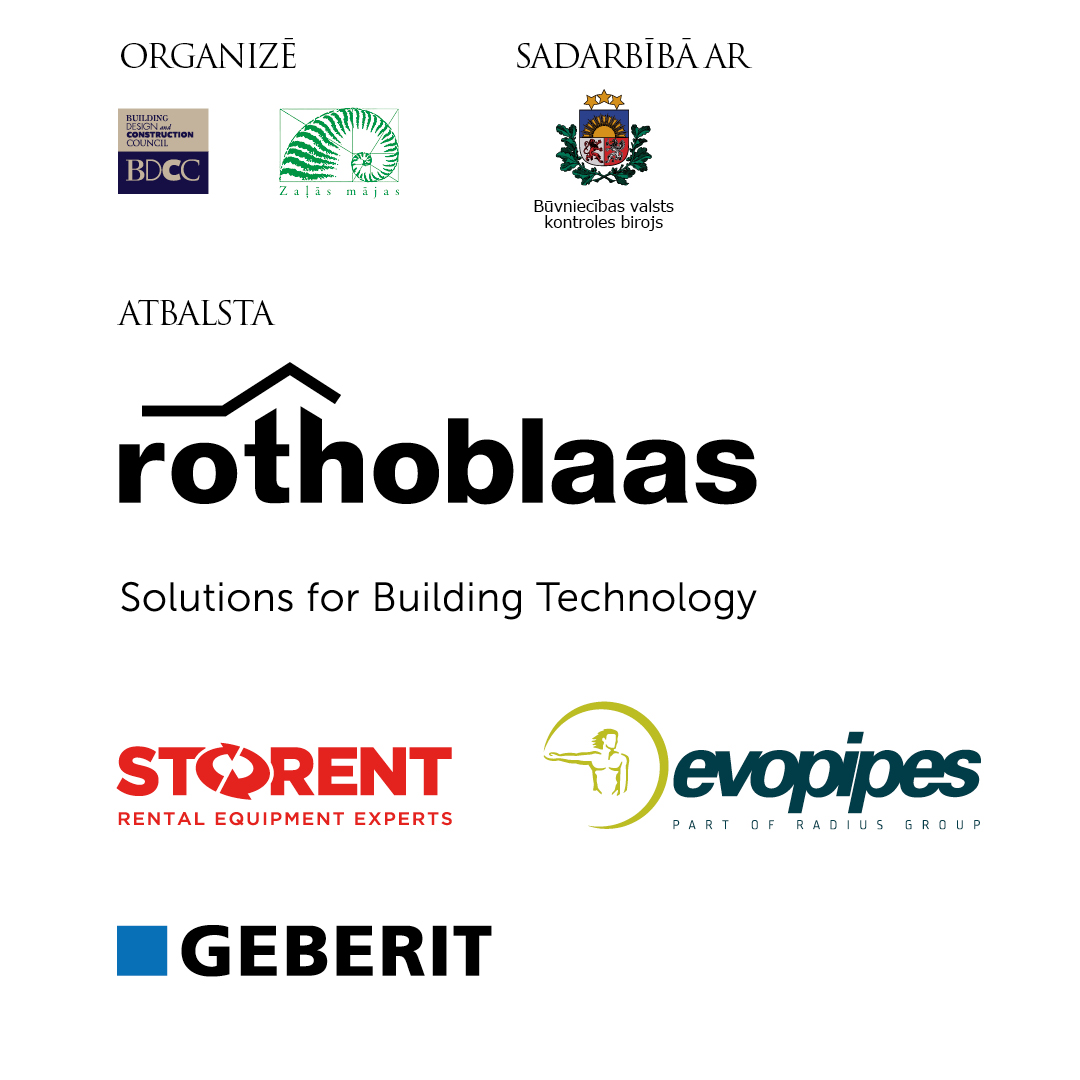 ORGANIZĒ
BUILDING
DESIGN and
CONSTRUCTION
COUNCIL
BDCC
Zaļās mājas
SADARBĪBĀ AR
Būvniecības valsts
kontroles birojs
ATBALSTA
rothoblaas
Solutions for Building Technology
STORENT
RENTAL EQUIPMENT EXPERTS
evopipes
PART OF RADIUS GROUP
GEBERIT